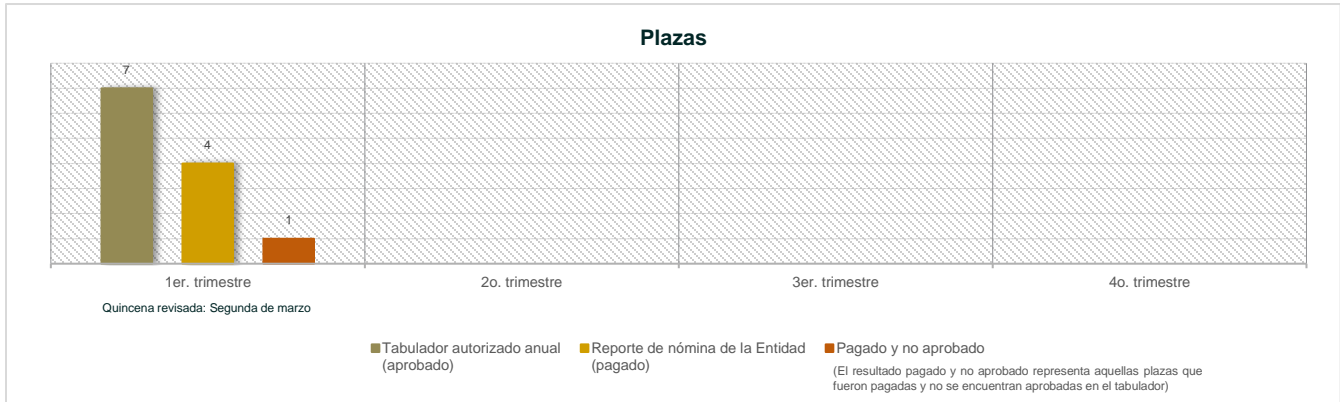 Plazas
7
4
1
1er. trimestre
2o. trimestre
3er. trimestre
4o. trimestre
Quincena revisada: Segunda de marzo
Tabulador autorizado anual
(aprobado)
Reporte de nómina de la Entidad
(pagado)
Pagado y no aprobado
(El resultado pagado y no aprobado representa aquellas plazas que
fueron pagadas y no se encuentran aprobadas en el tabulador)